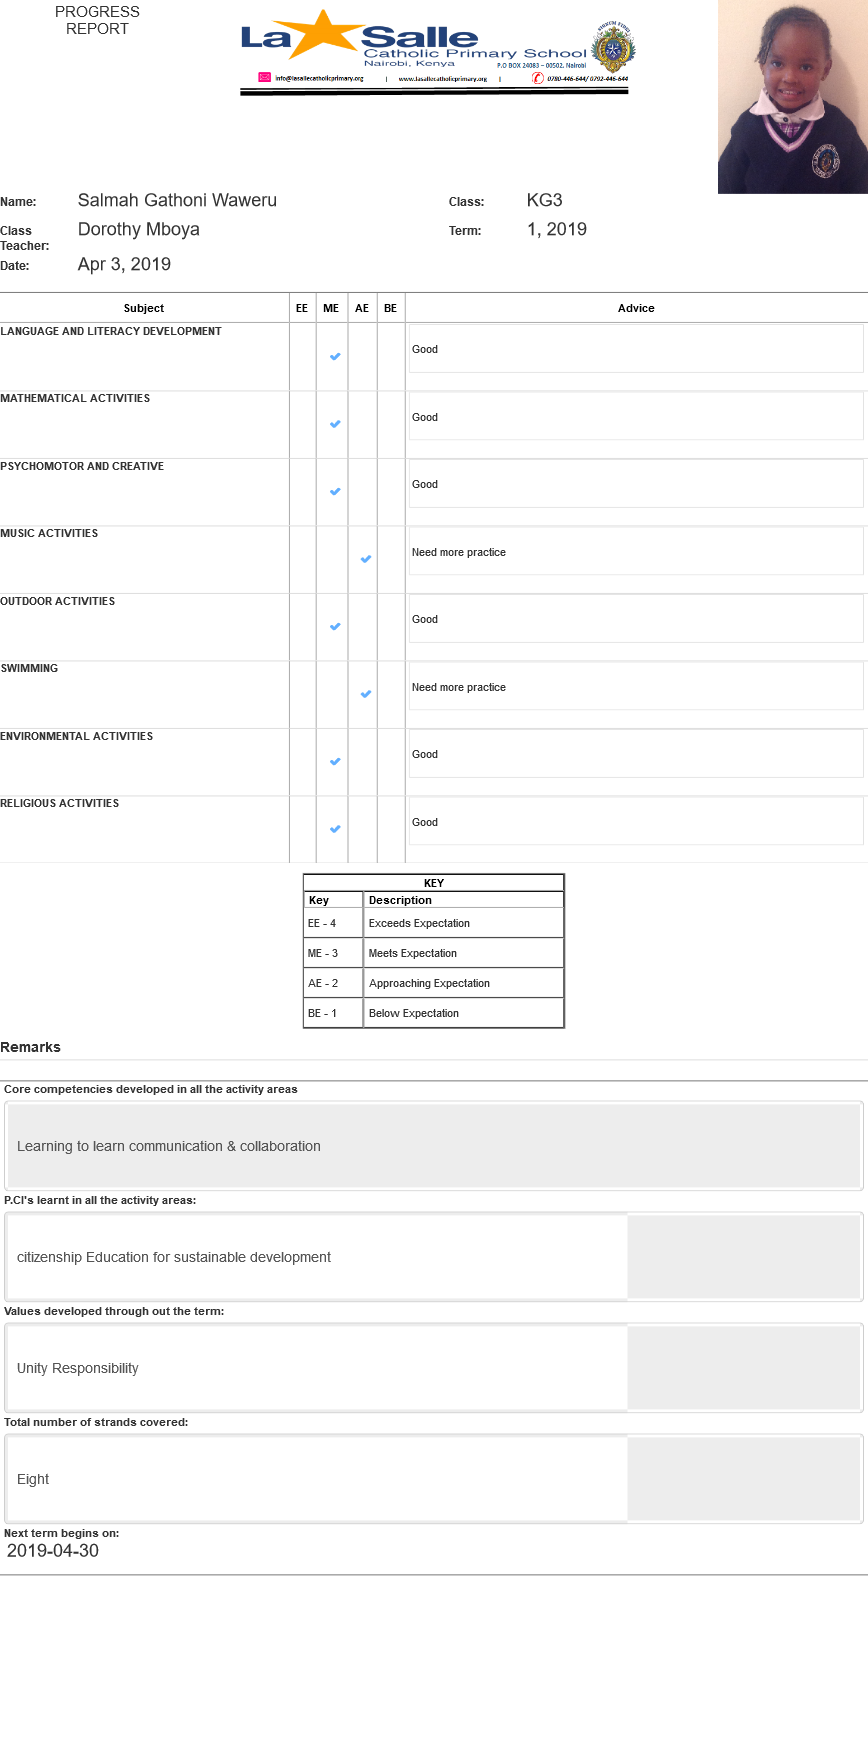 PROGRESS
REPORT
La Salle
Catholic Primary School
Nairobi, Kenya
P.O BOX 24083 – 00502, Nairobi
info@lasallecatholicprimary.org | www.lasallecatholicprimary.org | 0780-446-644/ 0792-446-644
Name: Salmah Gathoni Waweru Class: KG3
Class Teacher: Dorothy Mboya Term: 1, 2019
Date: Apr 3, 2019
Subject EE ME AE BE Advice
LANGUAGE AND LITERACY DEVELOPMENT ✔ Good
MATHEMATICAL ACTIVITIES ✔ Good
PSYCHOMOTOR AND CREATIVE ✔ Good
MUSIC ACTIVITIES ✔ Need more practice
OUTDOOR ACTIVITIES ✔ Good
SWIMMING ✔ Need more practice
ENVIRONMENTAL ACTIVITIES ✔ Good
RELIGIOUS ACTIVITIES ✔ Good
KEY
Key Description
EE - 4 Exceeds Expectation
ME - 3 Meets Expectation
AE - 2 Approaching Expectation
BE - 1 Below Expectation
Remarks
Core competencies developed in all the activity areas
Learning to learn communication & collaboration
P.CI's learnt in all the activity areas:
citizenship Education for sustainable development
Values developed through out the term:
Unity Responsibility
Total number of strands covered:
Eight
Next term begins on:
2019-04-30